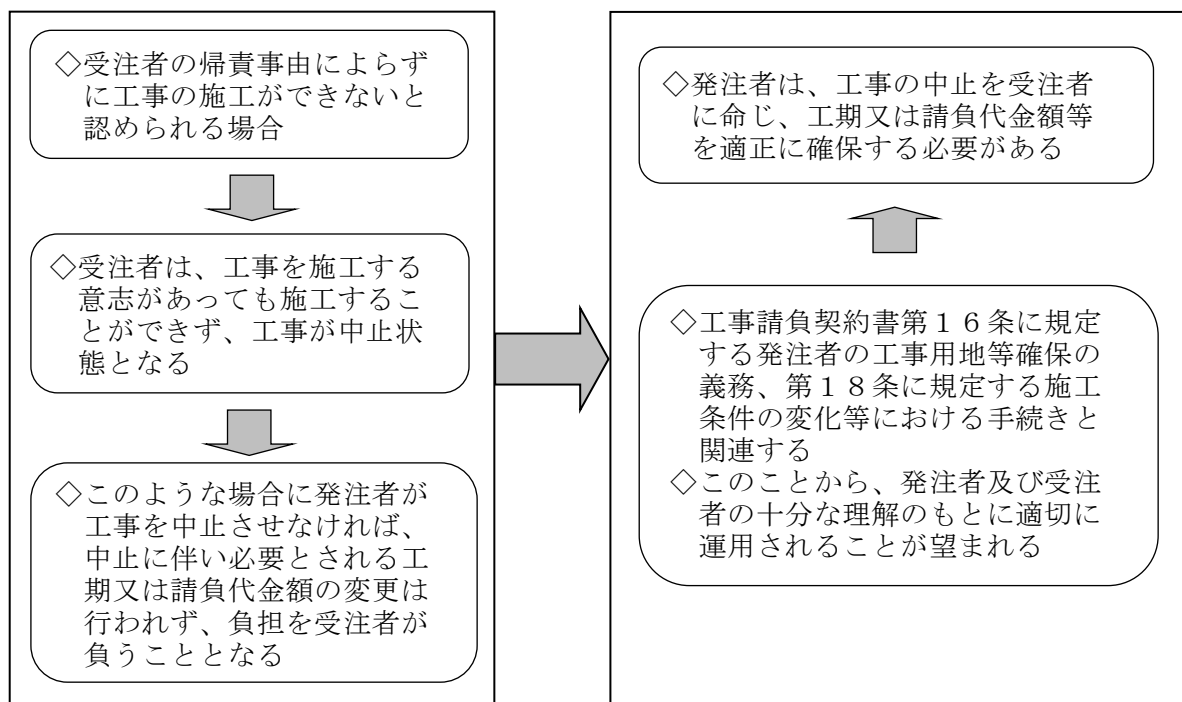 ◇受注者の帰責事由によらず
に工事の施工ができないと
認められる場合
◇受注者は、工事を施工する
意志があっても施工するこ
とができず、工事が中止状
態となる
◇このような場合に発注者が
工事を中止させなければ、
中止に伴い必要とされる工
期又は請負代金額の変更は
行われず、負担を受注者が
負うこととなる
◇発注者は、工事の中止を受注者
に命じ、工期又は請負代金額等
を適正に確保する必要がある
◇工事請負契約書第１６条に規定
する発注者の工事用地等確保の
義務、第１８条に規定する施工
条件の変化等における手続きと
関連する
◇このことから、発注者及び受注
者の十分な理解のもとに適切に
運用されることが望まれる